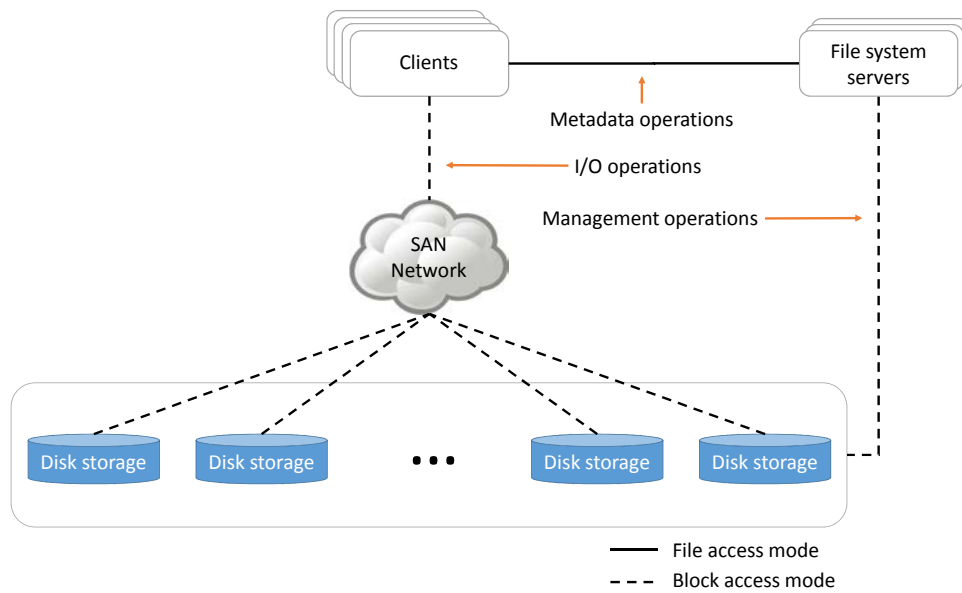 Clients
File system
servers
Metadata operations
I/O operations
Management operations
SAN
Network
Disk storage
Disk storage
...
Disk storage
Disk storage
File access mode
Block access mode